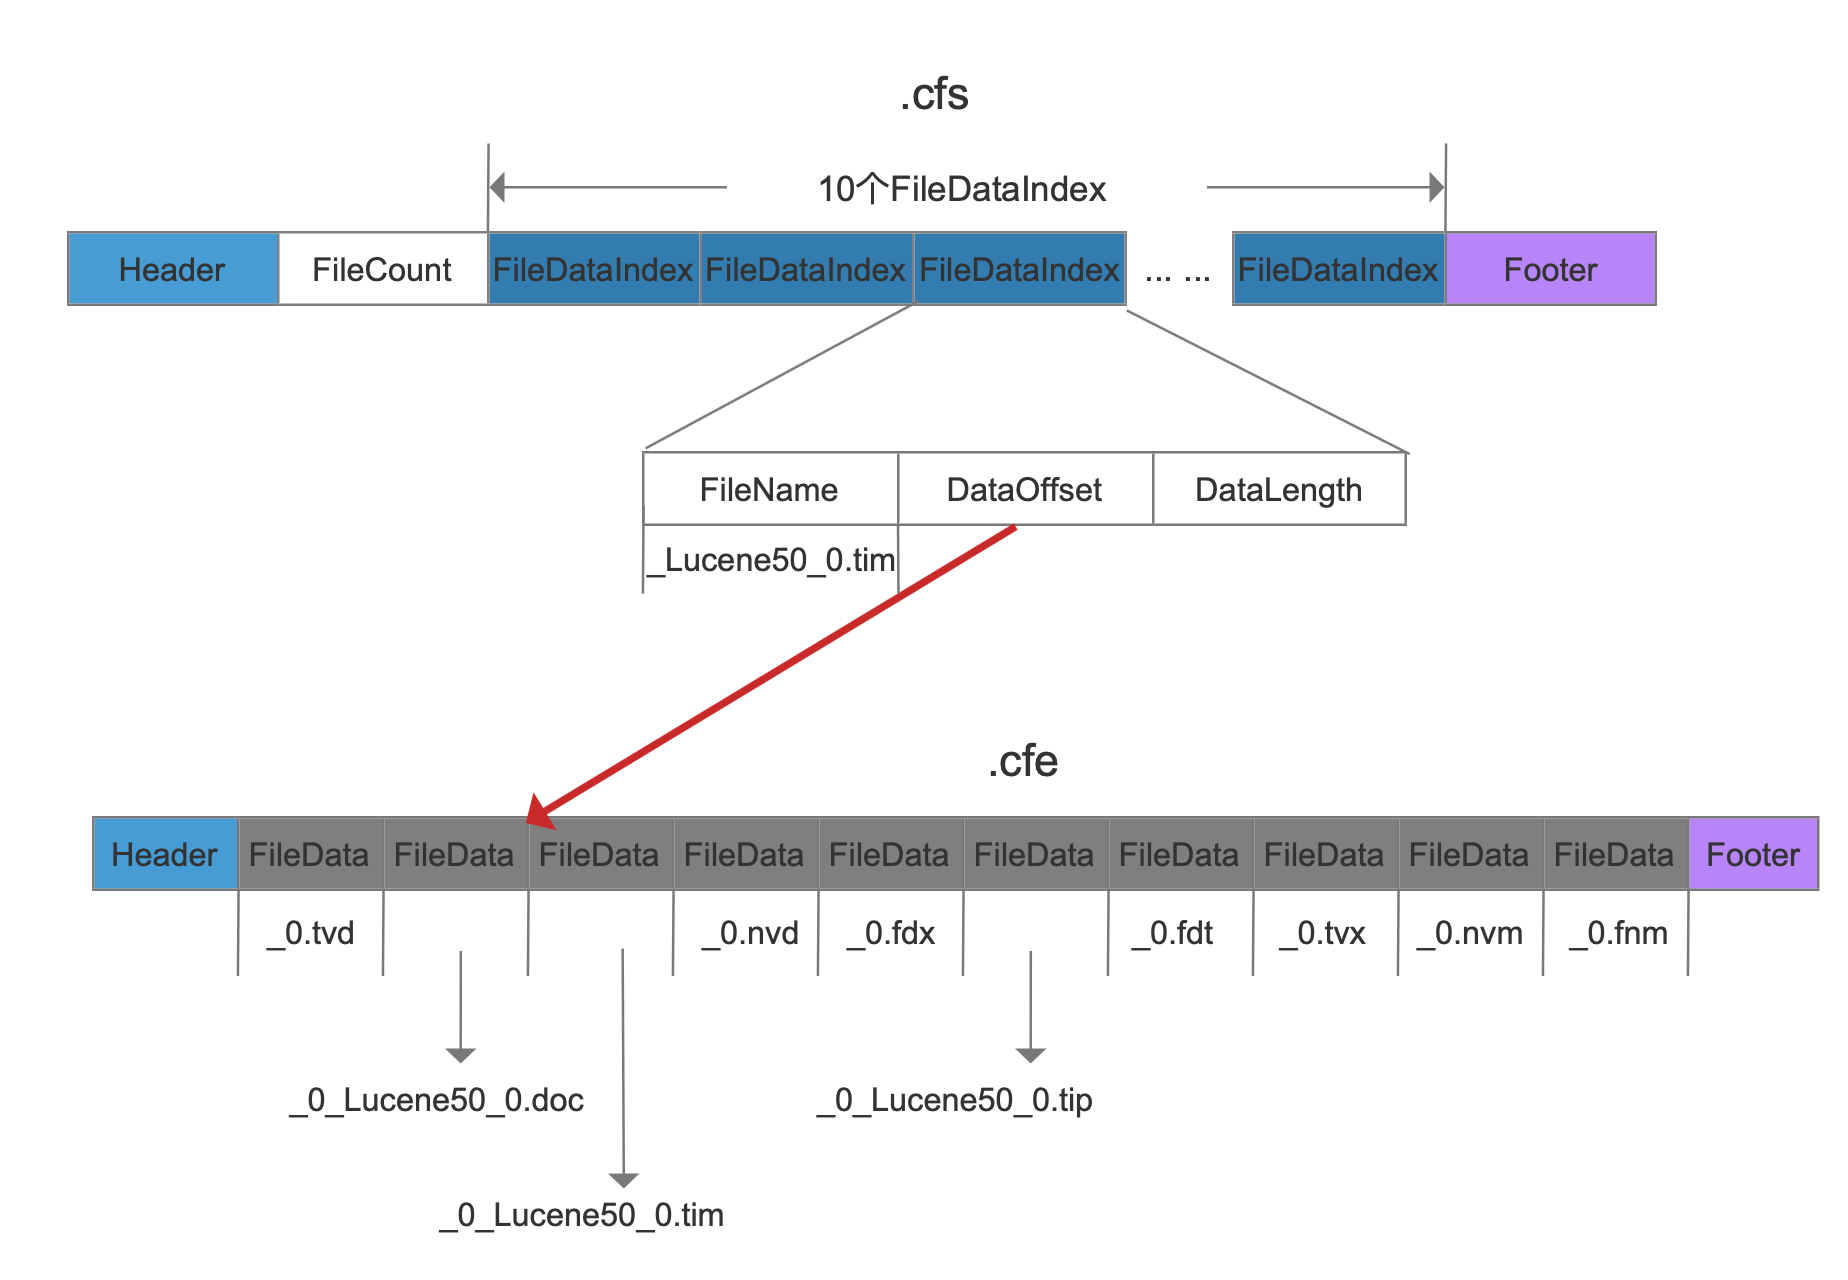 .cfs
10个FileDataIndex
Header FileCount FileDataIndex FileDataIndex FileDataIndex ... ... FileDataIndex Footer
FileName DataOffset DataLength
_Lucene50_0.tim
.cfe
Header FileData FileData FileData FileData FileData FileData FileData FileData FileData FileData Footer
_0.tvd _0.nvd _0.fdx _0.fdt _0.tvx _0.nvm _0.fnm
_0_Lucene50_0.doc _0_Lucene50_0.tip
_0_Lucene50_0.tim